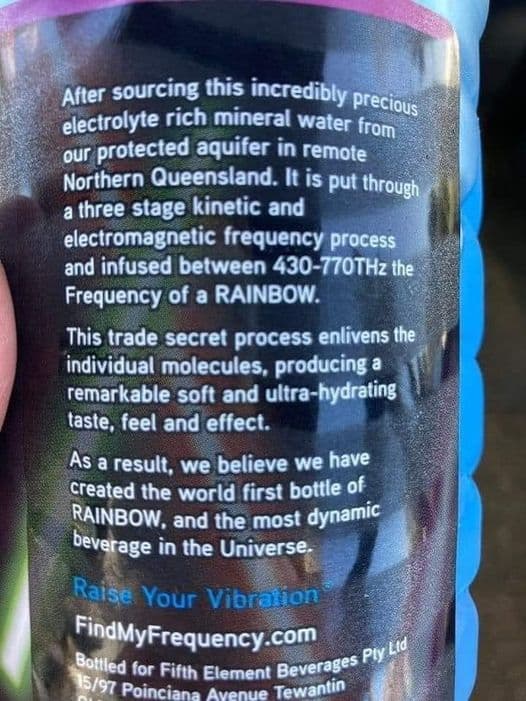 After sourcing this incredibly precious
electrolyte rich mineral water from
our protected aquifer in remote
Northern Queensland. It is put through
a three stage kinetic and
electromagnetic frequency process
and infused between 430-770THz the
Frequency of a RAINBOW.
This trade secret process enlivens the
individual molecules, producing a
remarkable soft and ultra-hydrating
taste, feel and effect.
As a result, we believe we have
created the world first bottle of
RAINBOW, and the most dynamic
beverage in the Universe.
Raise Your Vibration
FindMyFrequency.com
Bottled for Fifth Element Beverages Pty Ltd
15/97 Poinciana Avenue Tewantin